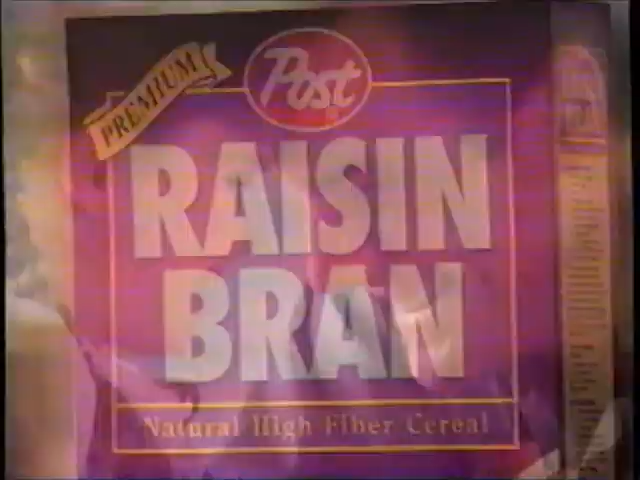 PREMIUM
Post
RAISIN
BRAN
Natural High Fiber Cereal